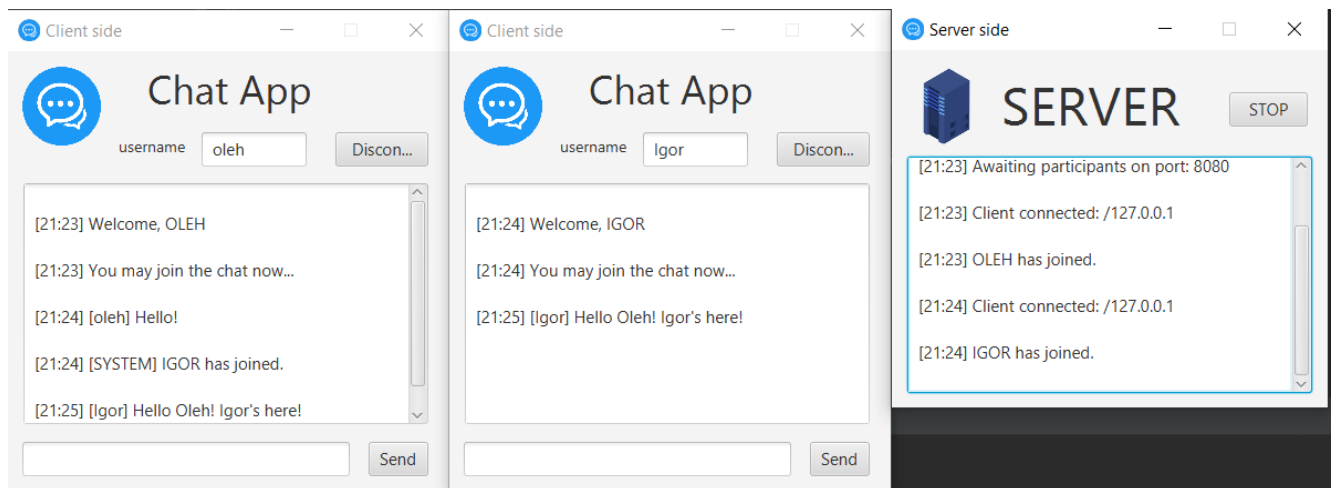 Client side
Chat App
username oleh Discon...
[21:23] Welcome, OLEH
[21:23] You may join the chat now...
[21:24] [oleh] Hello!
[21:24] [SYSTEM] IGOR has joined.
[21:25] [Igor] Hello Oleh! Igor's here!
Send
Client side
Chat App
username Igor Discon...
[21:24] Welcome, IGOR
[21:24] You may join the chat now...
[21:25] [Igor] Hello Oleh! Igor's here!
Send
Server side
SERVER STOP
[21:23] Awaiting participants on port: 8080
[21:23] Client connected: /127.0.0.1
[21:23] OLEH has joined.
[21:24] Client connected: /127.0.0.1
[21:24] IGOR has joined.